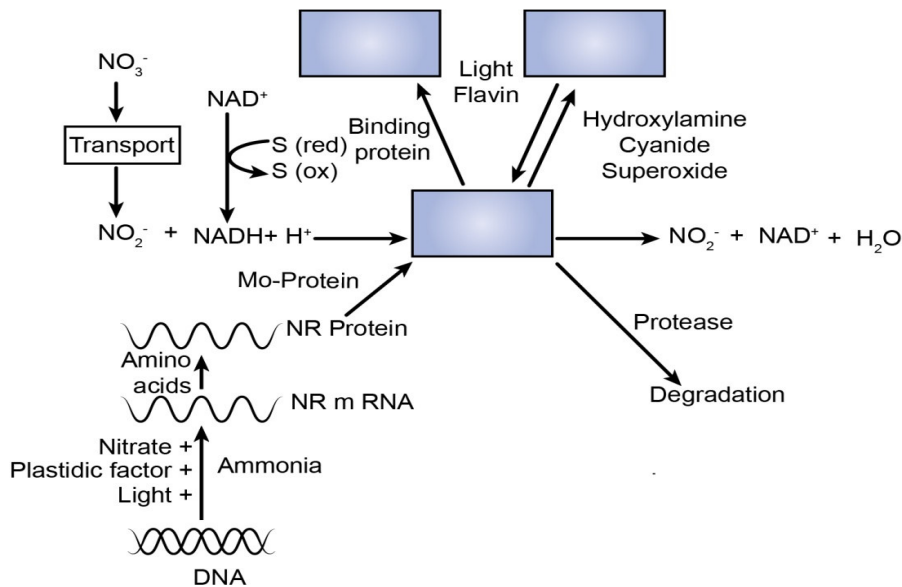 NO₃⁻
Transport
NO₂⁻ + NADH+ H⁺
NAD⁺
S (red)
S (ox)
Binding
protein
Light
Flavin
Hydroxylamine
Cyanide
Superoxide
NO₂⁻ + NAD⁺ + H₂O
Mo-Protein
NR Protein
Protease
Degradation
Amino
acids
NR m RNA
Nitrate +
Plastidic factor +
Light +
Ammonia
DNA